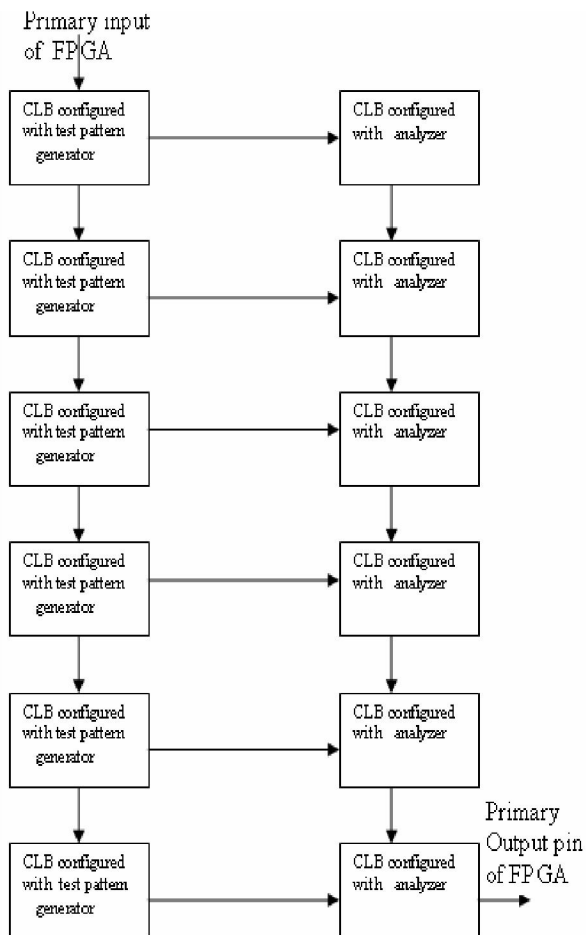 Primary input
of FPGA
CLB configured
with test pattern
generator
CLB configured
with analyzer
CLB configured
with test pattern
generator
CLB configured
with analyzer
CLB configured
with test pattern
generator
CLB configured
with analyzer
CLB configured
with test pattern
generator
CLB configured
with analyzer
CLB configured
with test pattern
generator
CLB configured
with analyzer
CLB configured
with test pattern
generator
CLB configured
with analyzer
Primary
Output pin
of FPGA